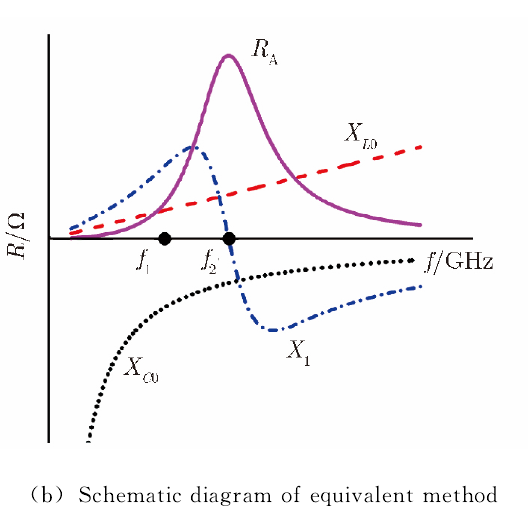 R_A
X_L0
R/Ω
f_1
f_2
f/GHz
X_C0
X_1
(b) Schematic diagram of equivalent method